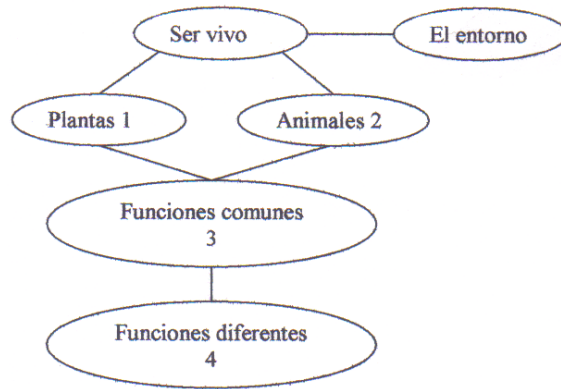 Ser vivo
El entorno
Plantas 1
Animales 2
Funciones comunes
3
Funciones diferentes
4